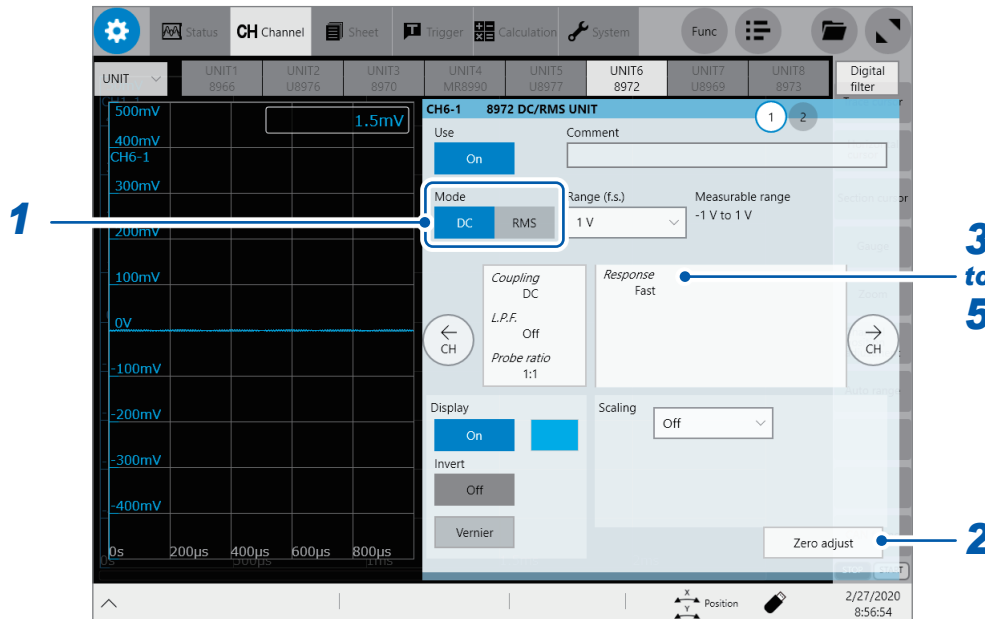 Status
CH Channel
Sheet
Trigger
Calculation
System
Func
UNIT
UNIT1
8966
UNIT2
U8976
UNIT3
8970
UNIT4
MR8990
UNIT5
U8977
UNIT6
8972
UNIT7
U8969
UNIT8
8973
Digital
filter
500mV
1.5mV
400mV
CH6-1
300mV
200mV
100mV
0V
-100mV
-200mV
-300mV
-400mV
0s 200µs 400µs 600µs 800µs
CH6-1 8972 DC/RMS UNIT
1 2
Use
On
Comment
Mode
DC RMS
Range (f.s.)
1 V
Measurable range
-1 V to 1 V
Coupling
DC
L.P.F.
Off
Probe ratio
1:1
Response
Fast
CH
CH
Display
On
Invert
Off
Vernier
Scaling
Off
Zero adjust
X
Y
Position
2/27/2020
8:56:54
1
3
to
5
2